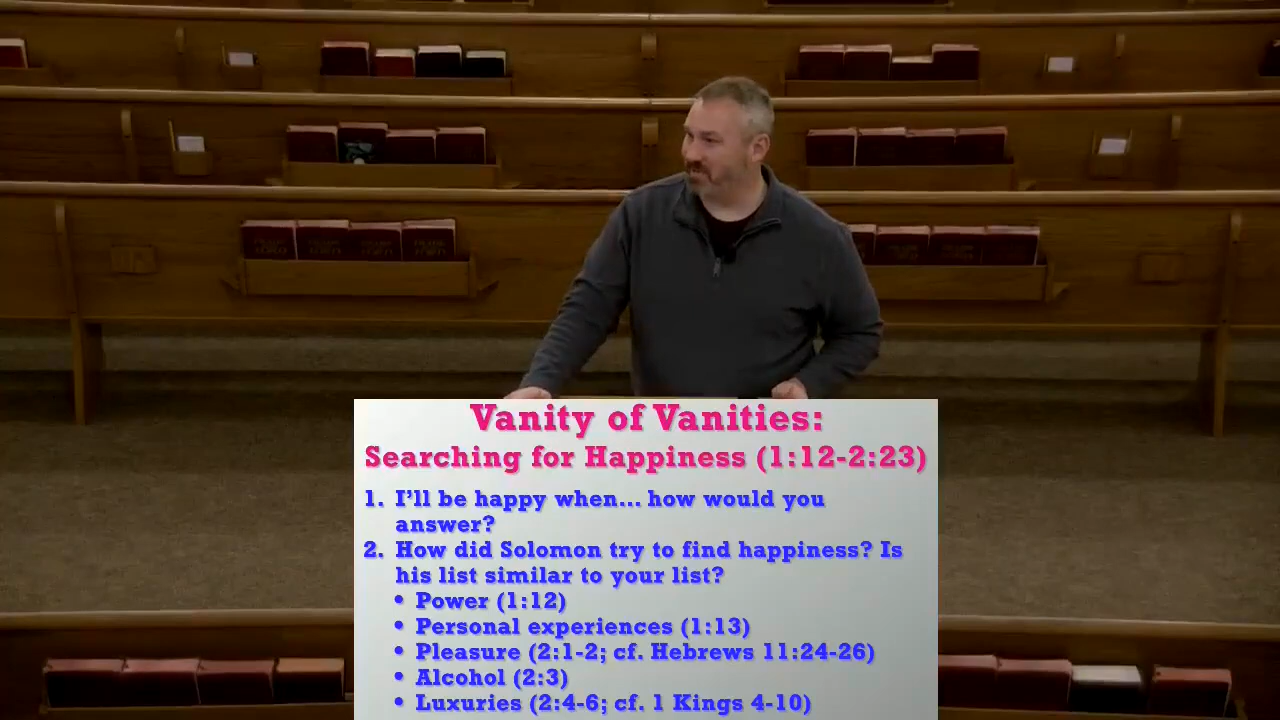 Vanity of Vanities:
Searching for Happiness (1:12-2:23)
1. I'll be happy when... how would you
answer?
2. How did Solomon try to find happiness? Is
his list similar to your list?
• Power (1:12)
• Personal experiences (1:13)
• Pleasure (2:1-2; cf. Hebrews 11:24-26)
• Alcohol (2:3)
• Luxuries (2:4-6; cf. 1 Kings 4-10)